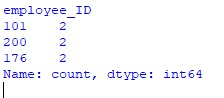 employee_ID
101    2
200    2
176    2
Name: count, dtype: int64